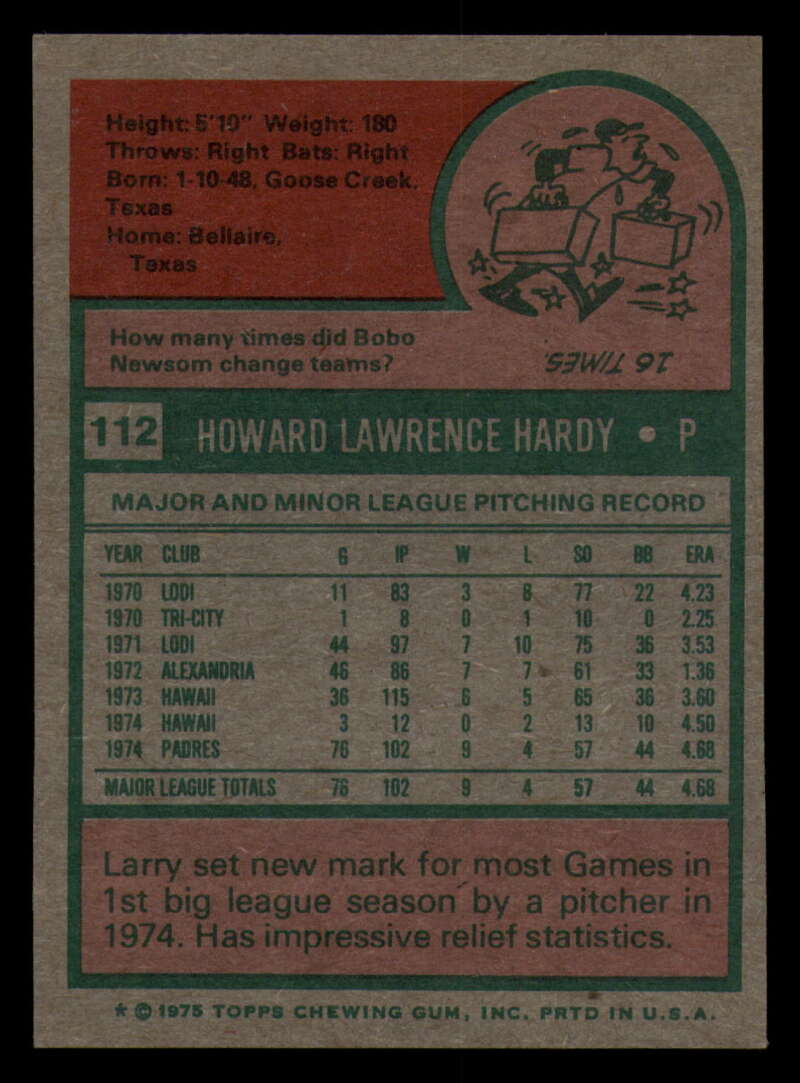 Height: 5'10" Weight: 180
Throws: Right Bats: Right
Born: 1-10-48, Goose Creek,
Texas
Home: Bellaire,
Texas
How many times did Bobo
Newsom change teams?
16 TIMES.
112 HOWARD LAWRENCE HARDY • P
MAJOR AND MINOR LEAGUE PITCHING RECORD
YEAR CLUB G IP W L SO BB ERA
1970 LODI 11 83 3 8 77 22 4.23
1970 TRI-CITY 1 8 0 1 10 0 2.25
1971 LODI 44 97 7 10 75 36 3.53
1972 ALEXANDRIA 46 86 7 7 61 33 1.36
1973 HAWAII 36 115 6 5 65 36 3.60
1974 HAWAII 3 12 0 2 13 10 4.50
1974 PADRES 76 102 9 4 57 44 4.68
MAJOR LEAGUE TOTALS 76 102 9 4 57 44 4.68
Larry set new mark for most Games in
1st big league season by a pitcher in
1974. Has impressive relief statistics.
* © 1975 TOPPS CHEWING GUM, INC. PRTD IN U.S.A.